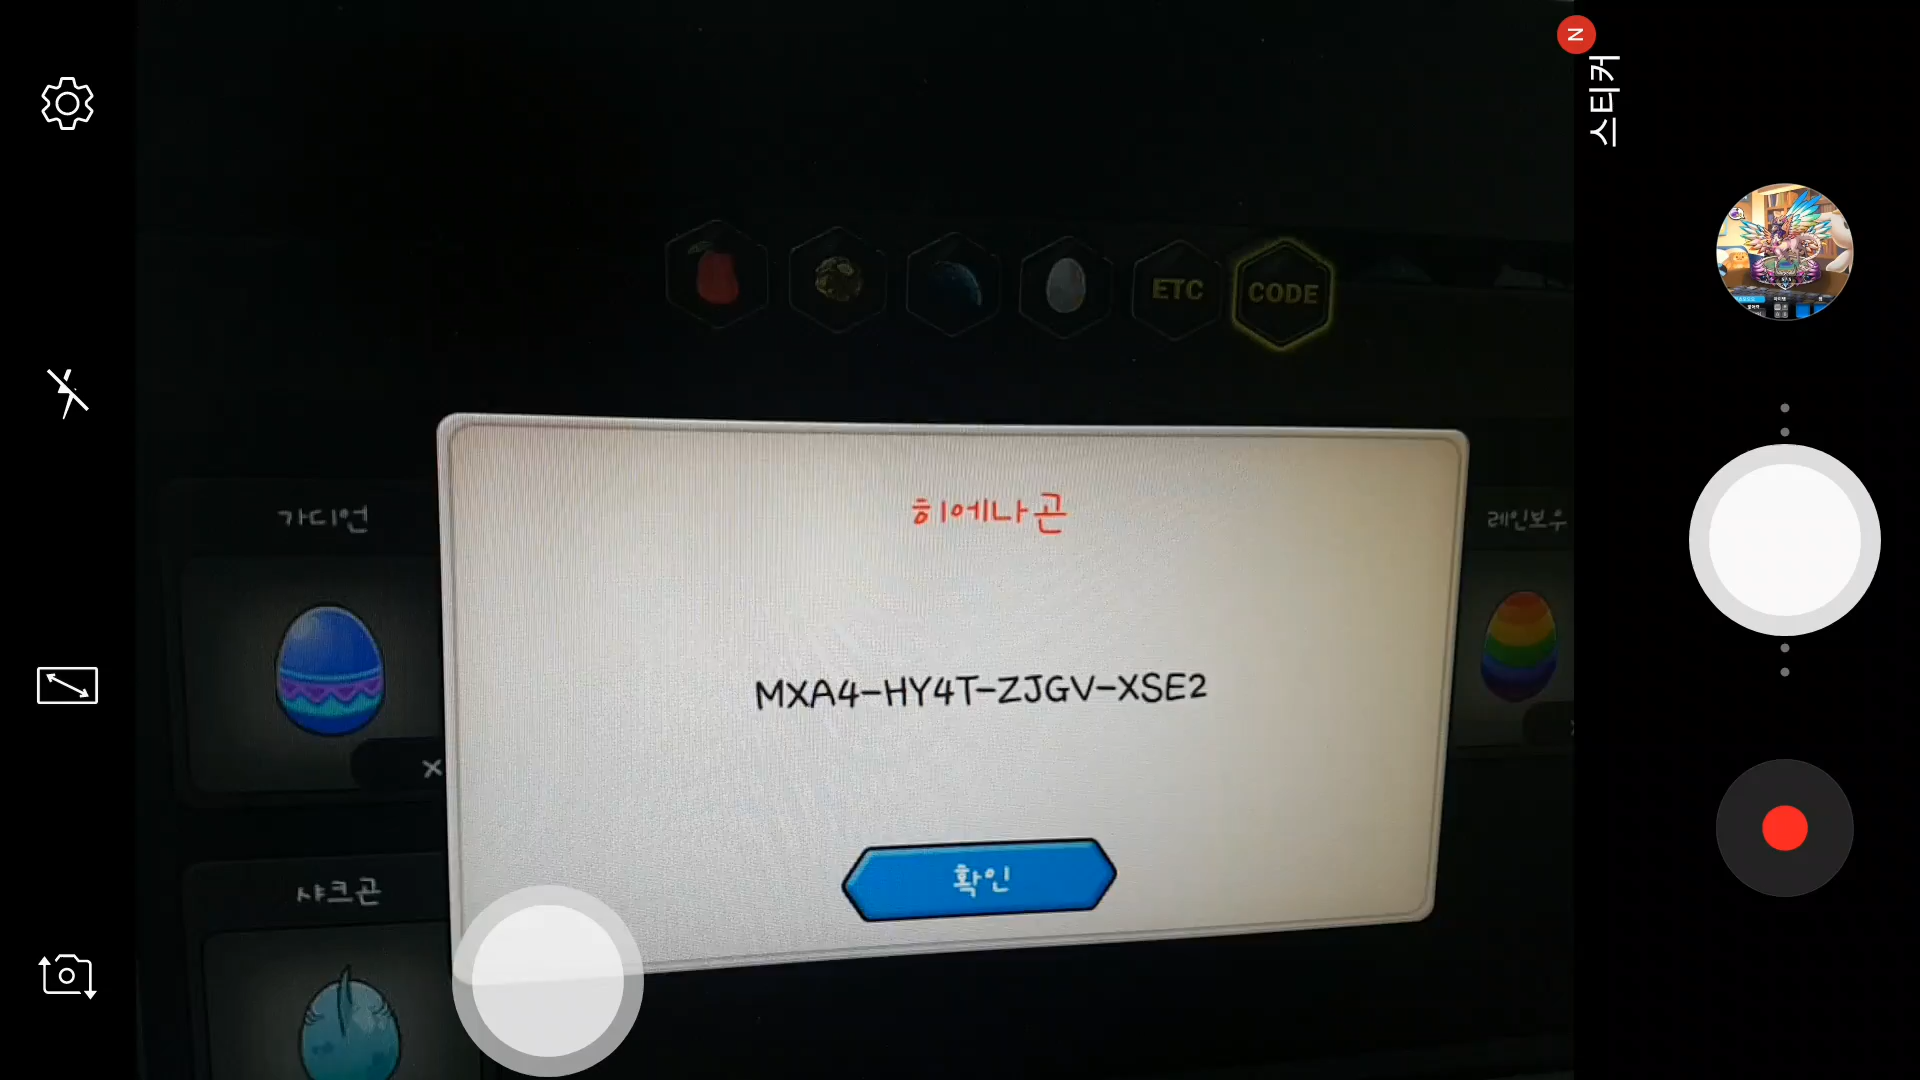 N
스티커
ETC
CODE
가디언
히에나곤
레인보우
MXA4-HY4T-ZJGV-XSE2
X
확인
샤크곤